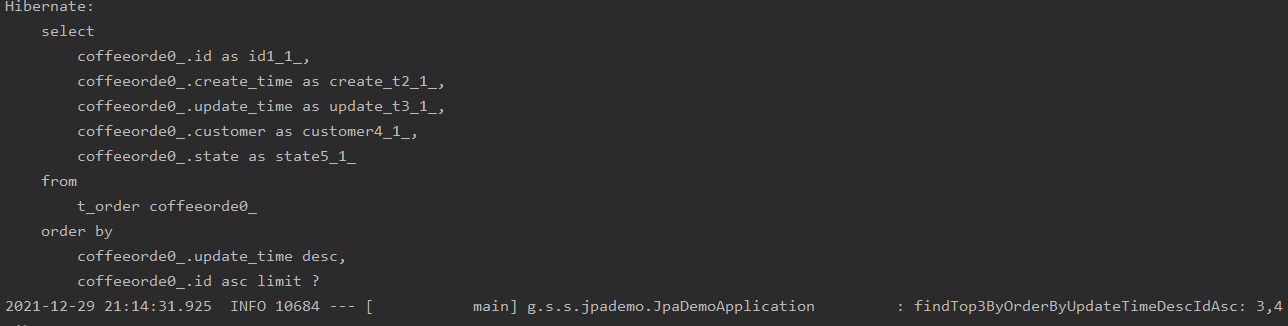 Hibernate:
    select
        coffeeorde0_.id as id1_1_,
        coffeeorde0_.create_time as create_t2_1_,
        coffeeorde0_.update_time as update_t3_1_,
        coffeeorde0_.customer as customer4_1_,
        coffeeorde0_.state as state5_1_
    from
        t_order coffeeorde0_
    order by
        coffeeorde0_.update_time desc,
        coffeeorde0_.id asc limit ?
2021-12-29 21:14:31.925  INFO 10684 --- [           main] g.s.s.jpademo.JpaDemoApplication         : findTop3ByOrderByUpdateTimeDescIdAsc: 3,4